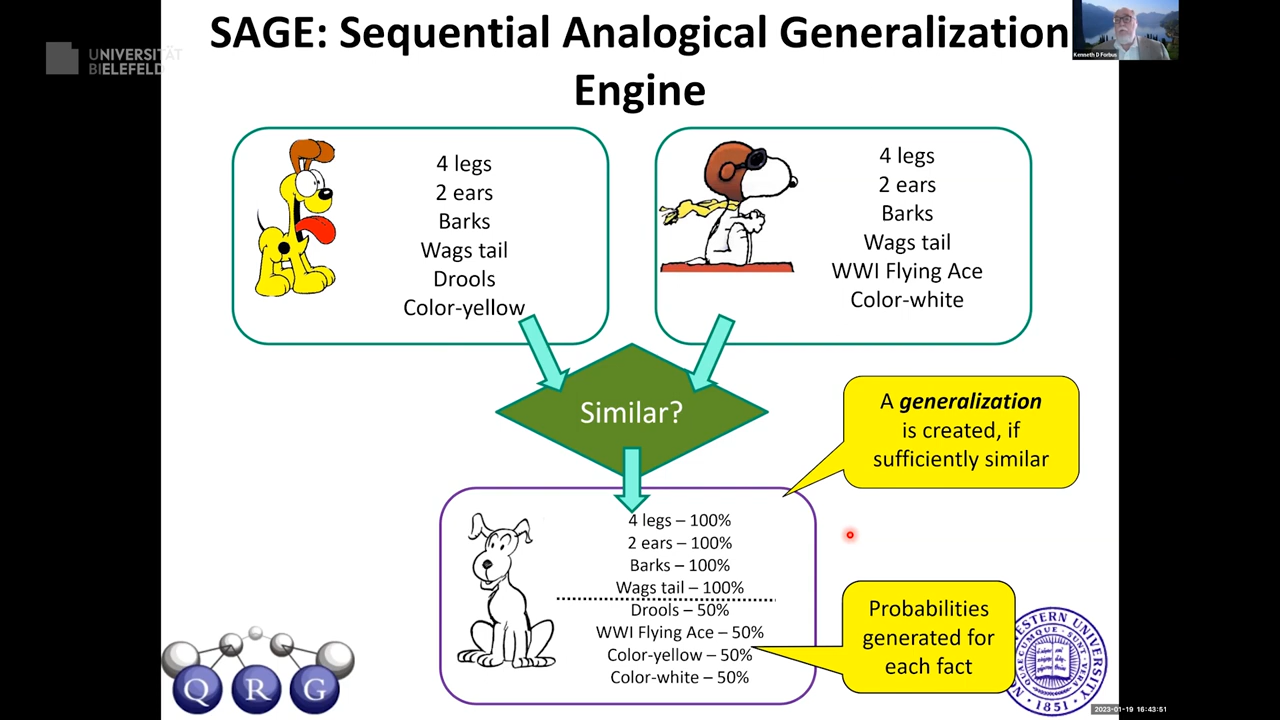 SAGE: Sequential Analogical Generalization
Engine
UNIVERSITÄT
BIELEFELD
Kenneth D Forbus
4 legs
2 ears
Barks
Wags tail
Drools
Color-yellow
4 legs
2 ears
Barks
Wags tail
WWI Flying Ace
Color-white
Similar?
A generalization
is created, if
sufficiently similar
4 legs – 100%
2 ears – 100%
Barks – 100%
Wags tail – 100%
Drools – 50%
WWI Flying Ace – 50%
Color-yellow – 50%
Color-white – 50%
Probabilities
generated for
each fact
Q R G
1851
2023-01-19 16:43:51